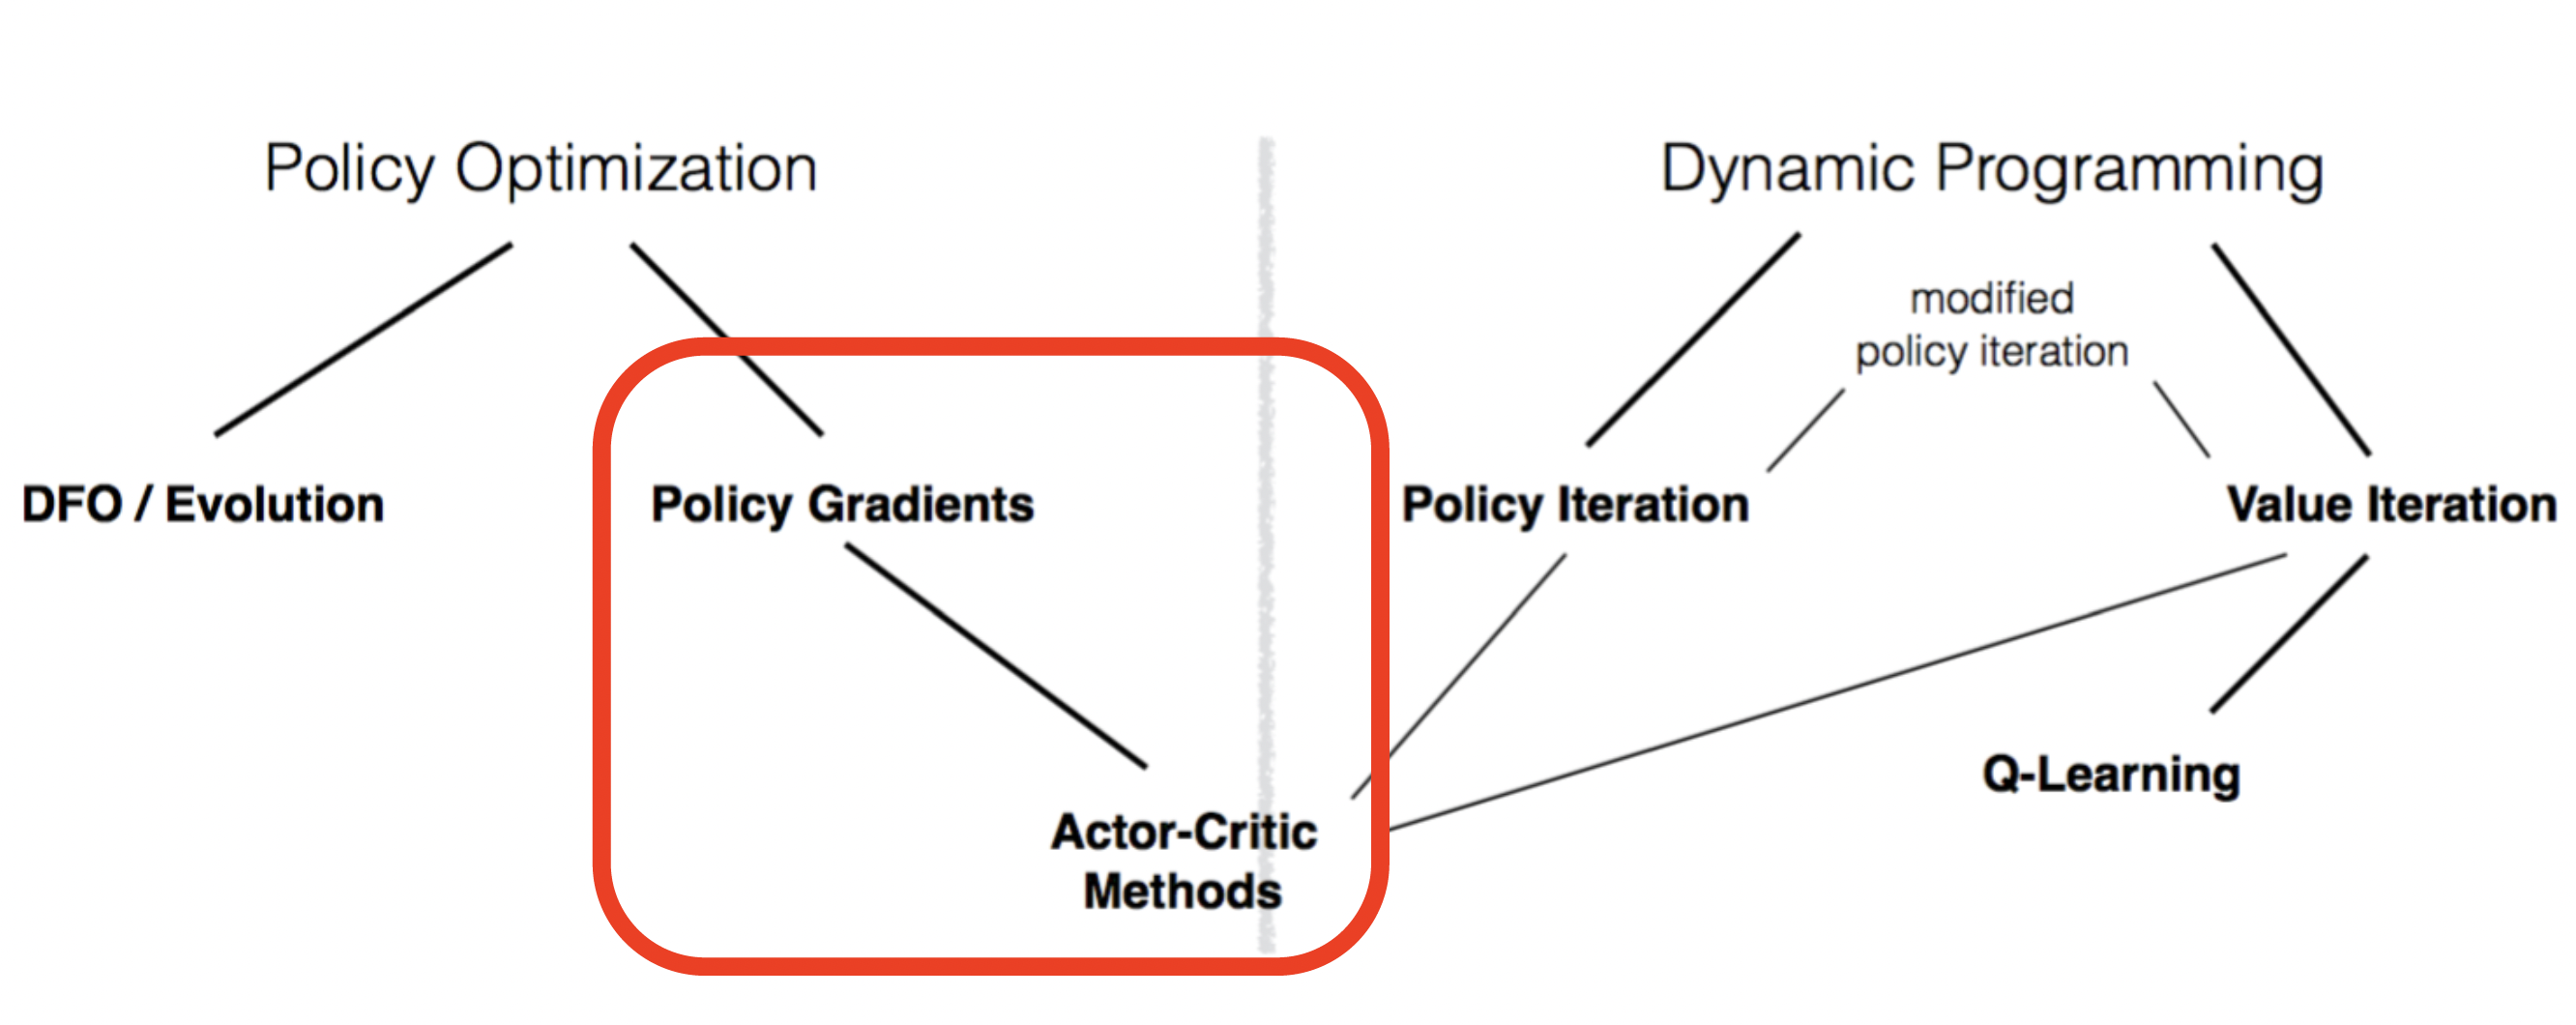 Policy Optimization
Dynamic Programming
modified
policy iteration
DFO / Evolution
Policy Gradients
Policy Iteration
Value Iteration
Q-Learning
Actor-Critic
Methods